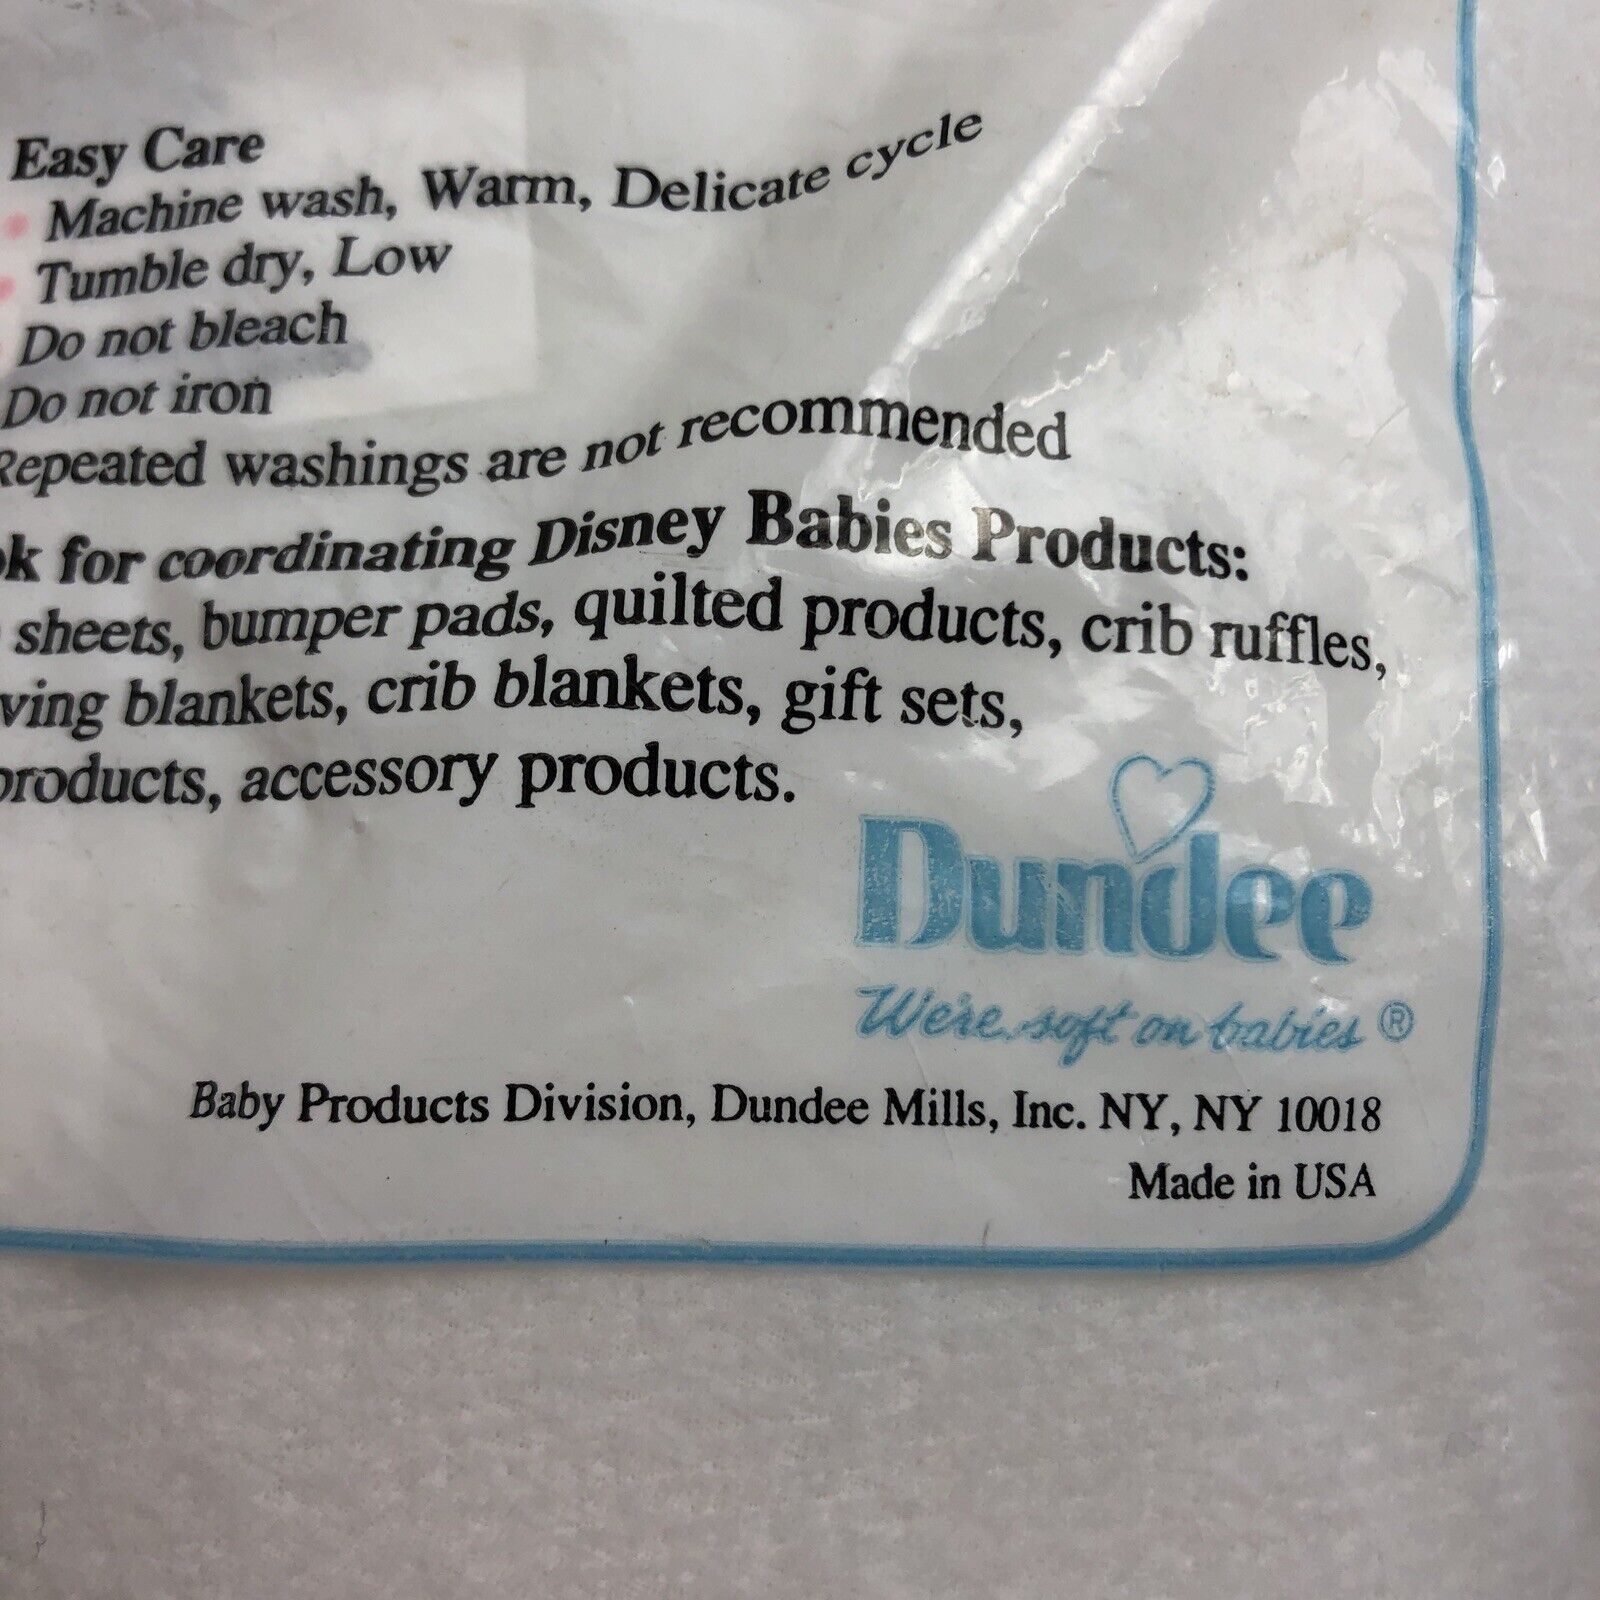 Easy Care
Machine wash, Warm, Delicate cycle
Tumble dry, Low
Do not bleach
Do not iron
Repeated washings are not recommended
for coordinating Disney Babies Products:
sheets, bumper pads, quilted products, crib ruffles,
blankets, crib blankets, gift sets,
products, accessory products.
Dundee
We're soft on babies ®
Baby Products Division, Dundee Mills, Inc. NY, NY 10018
Made in USA